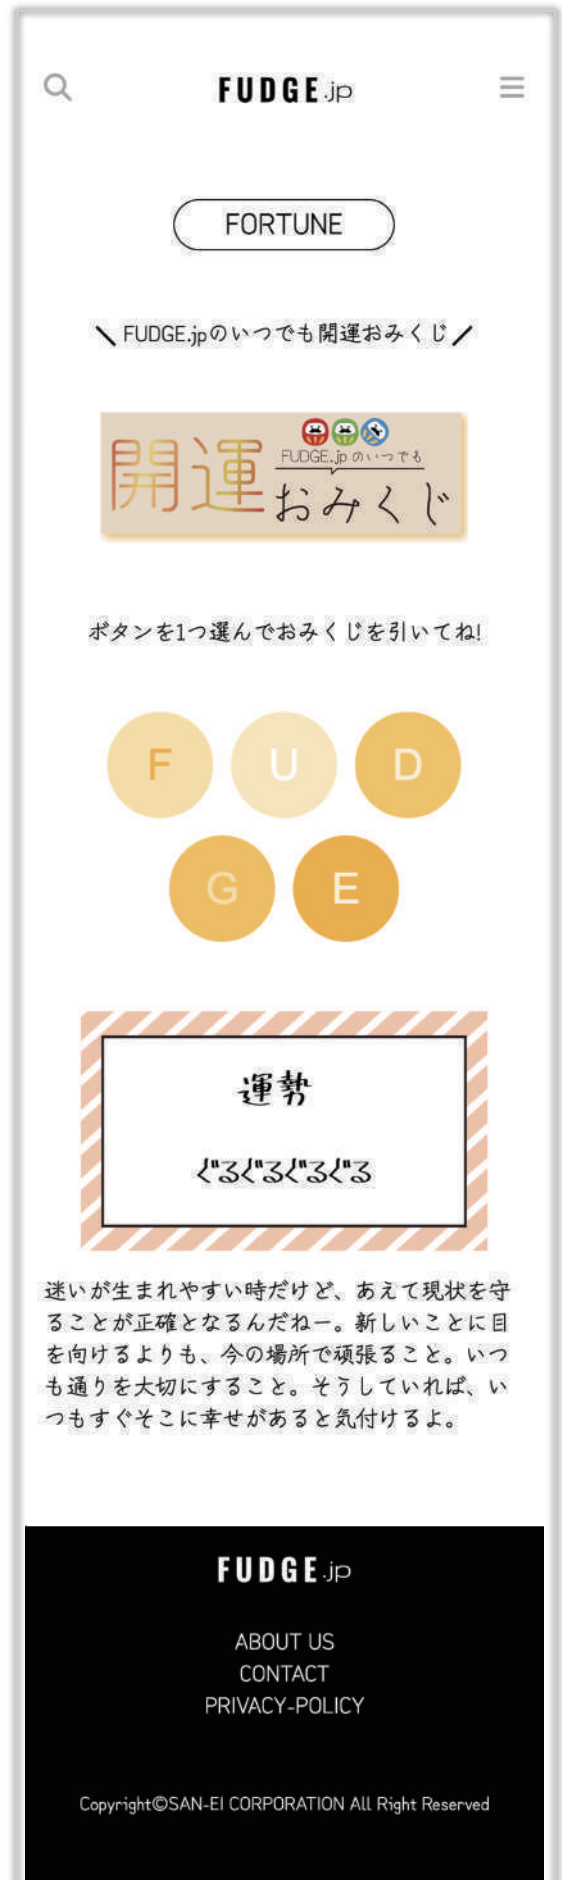 FUDGE.jp
FORTUNE
\ FUDGE.jpのいつでも開運おみくじ /
開運
FUDGE.jp のいつでも
おみくじ
ボタンを1つ選んでおみくじを引いてね!
F U D
G E
運勢
ぐるぐるぐるぐる
迷いが生まれやすい時だけど、あえて現状を守
ることが正確となるんだねー。新しいことに目
を向けるよりも、今の場所で頑張ること。いつ
も通りを大切にすること。そうしていれば、い
つもすぐそこに幸せがあると気付けるよ。
FUDGE.jp
ABOUT US
CONTACT
PRIVACY-POLICY
Copyright©SAN-EI CORPORATION All Right Reserved